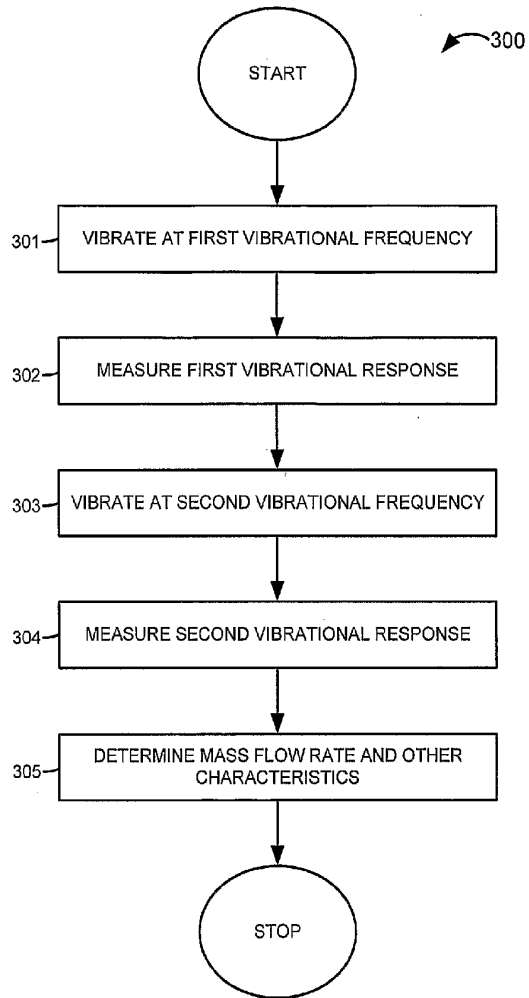 300
START
301
VIBRATE AT FIRST VIBRATIONAL FREQUENCY
302
MEASURE FIRST VIBRATIONAL RESPONSE
303
VIBRATE AT SECOND VIBRATIONAL FREQUENCY
304
MEASURE SECOND VIBRATIONAL RESPONSE
305
DETERMINE MASS FLOW RATE AND OTHER
CHARACTERISTICS
STOP